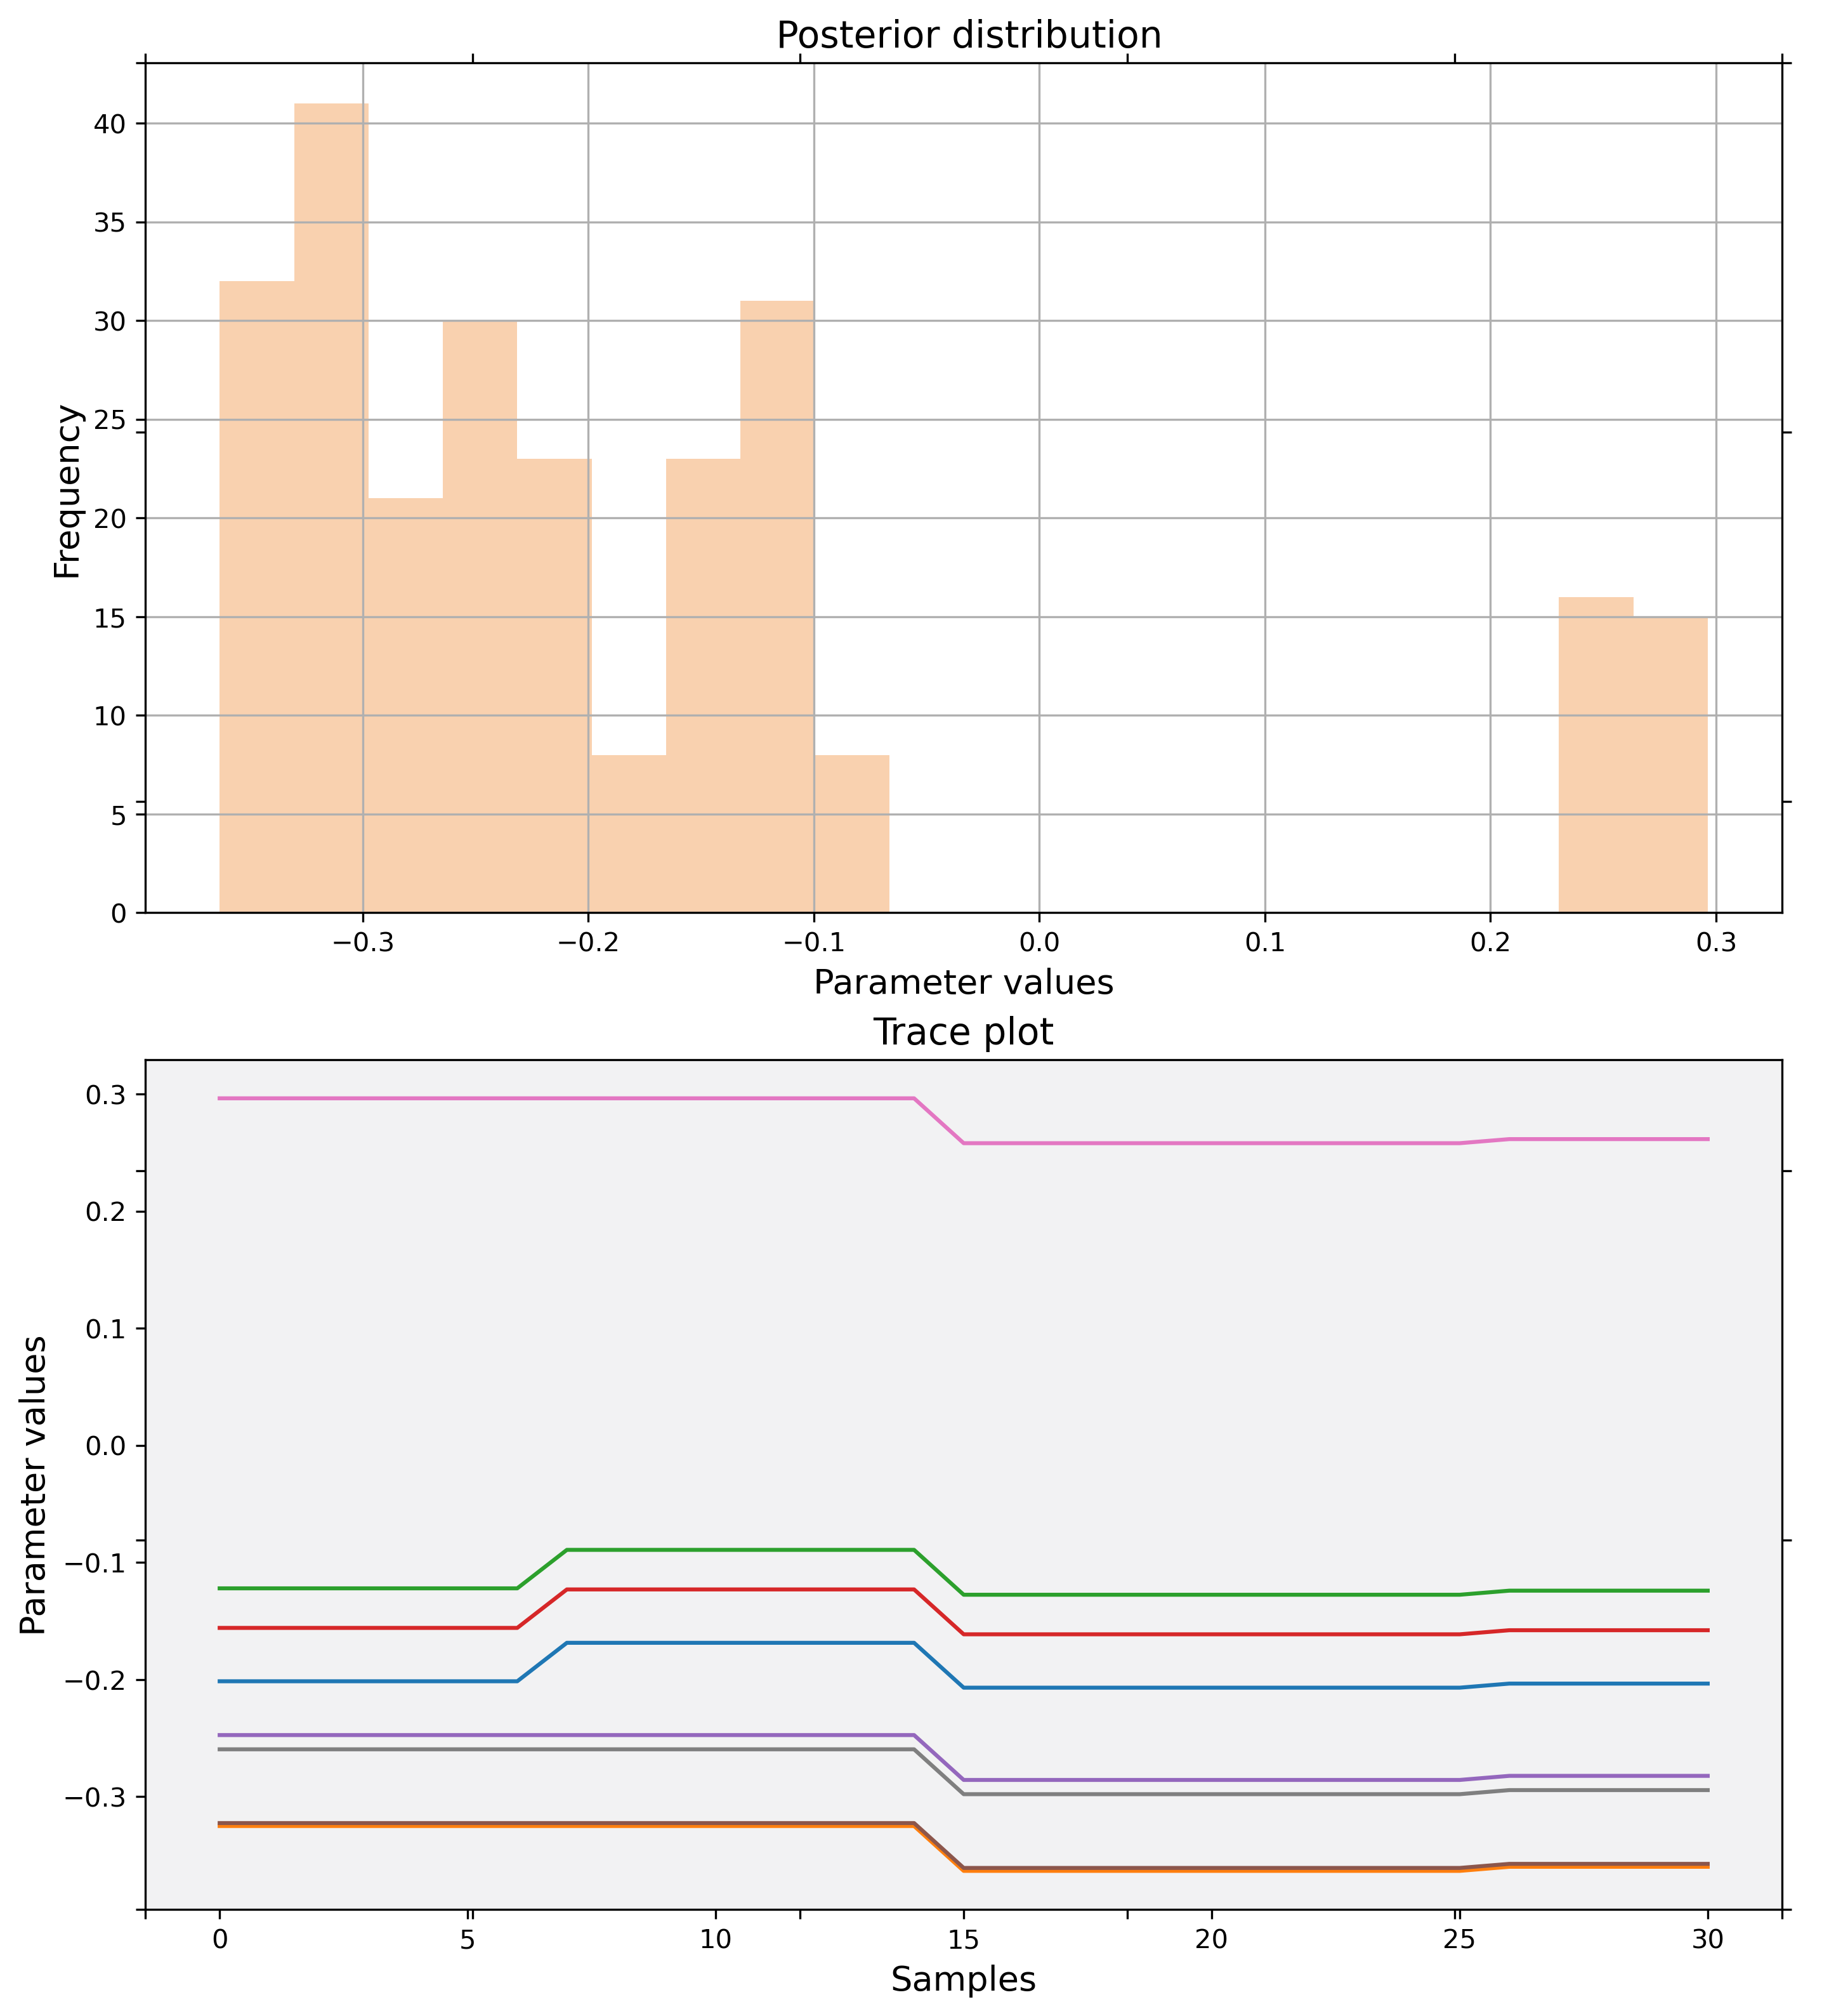 Posterior distribution
40
35
30
25
20
15
10
5
0
Frequency
−0.3 −0.2 −0.1 0.0 0.1 0.2 0.3
Parameter values
Trace plot
0.3
0.2
0.1
0.0
−0.1
−0.2
−0.3
Parameter values
0 5 10 15 20 25 30
Samples